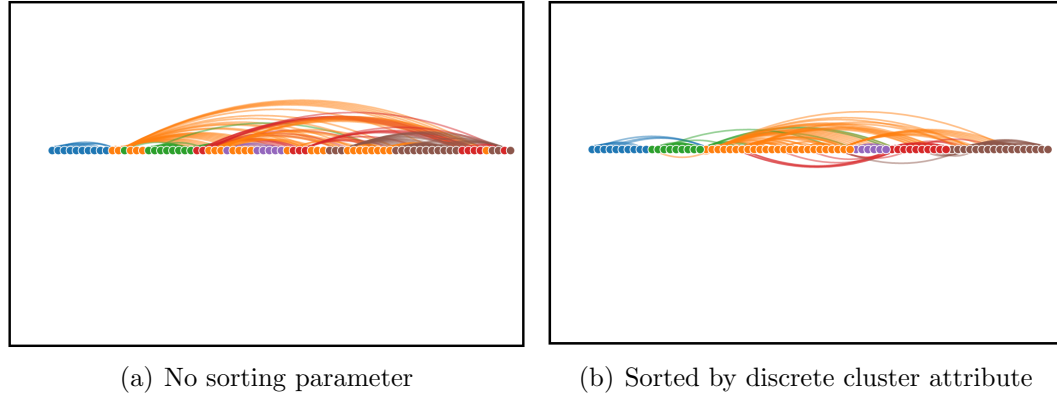 (a) No sorting parameter
(b) Sorted by discrete cluster attribute